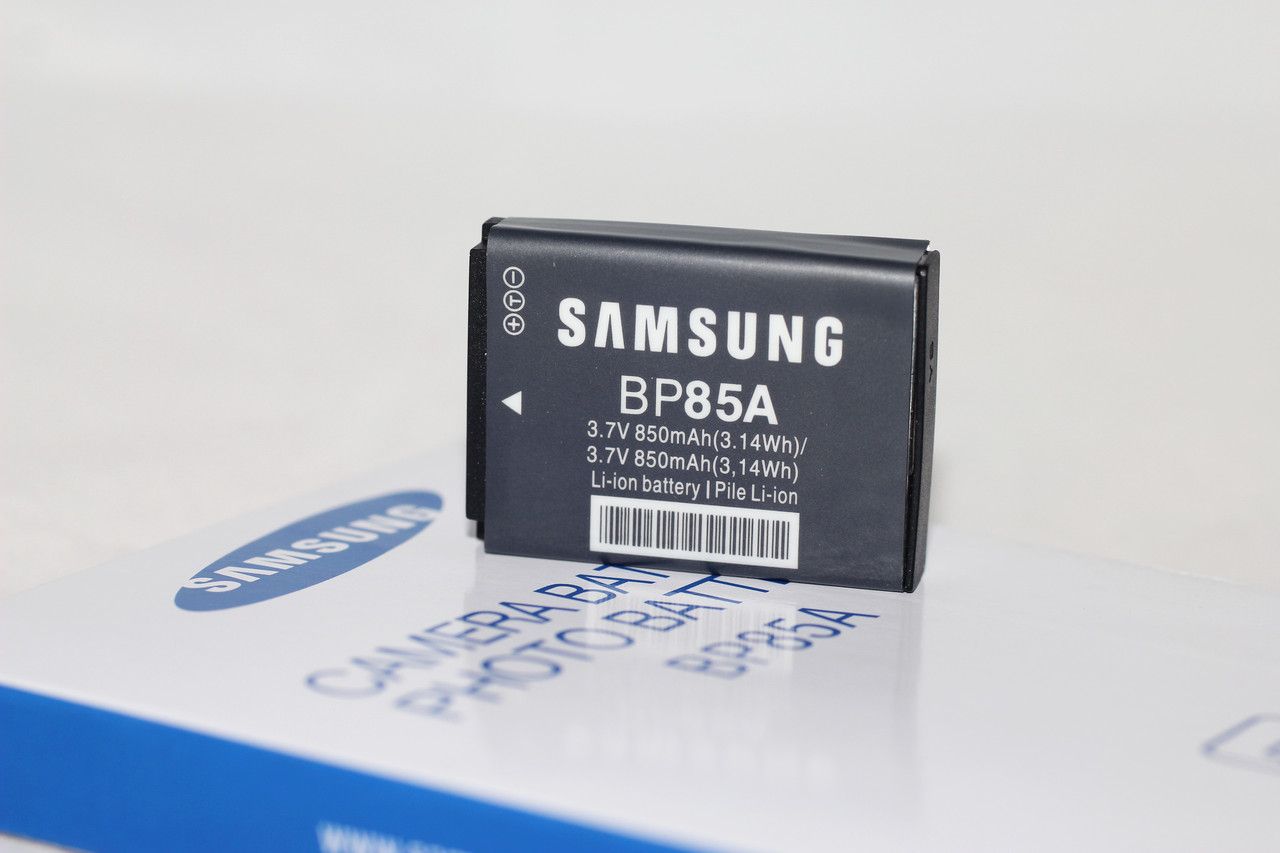 SAMSUNG
BP85A
3.7V 850mAh(3.14Wh)/
3.7V 850mAh(3,14Wh)
Li-ion battery | Pile Li-ion
SAMSUNG
CAMERA BAT
PHOTO BATT
BP85A